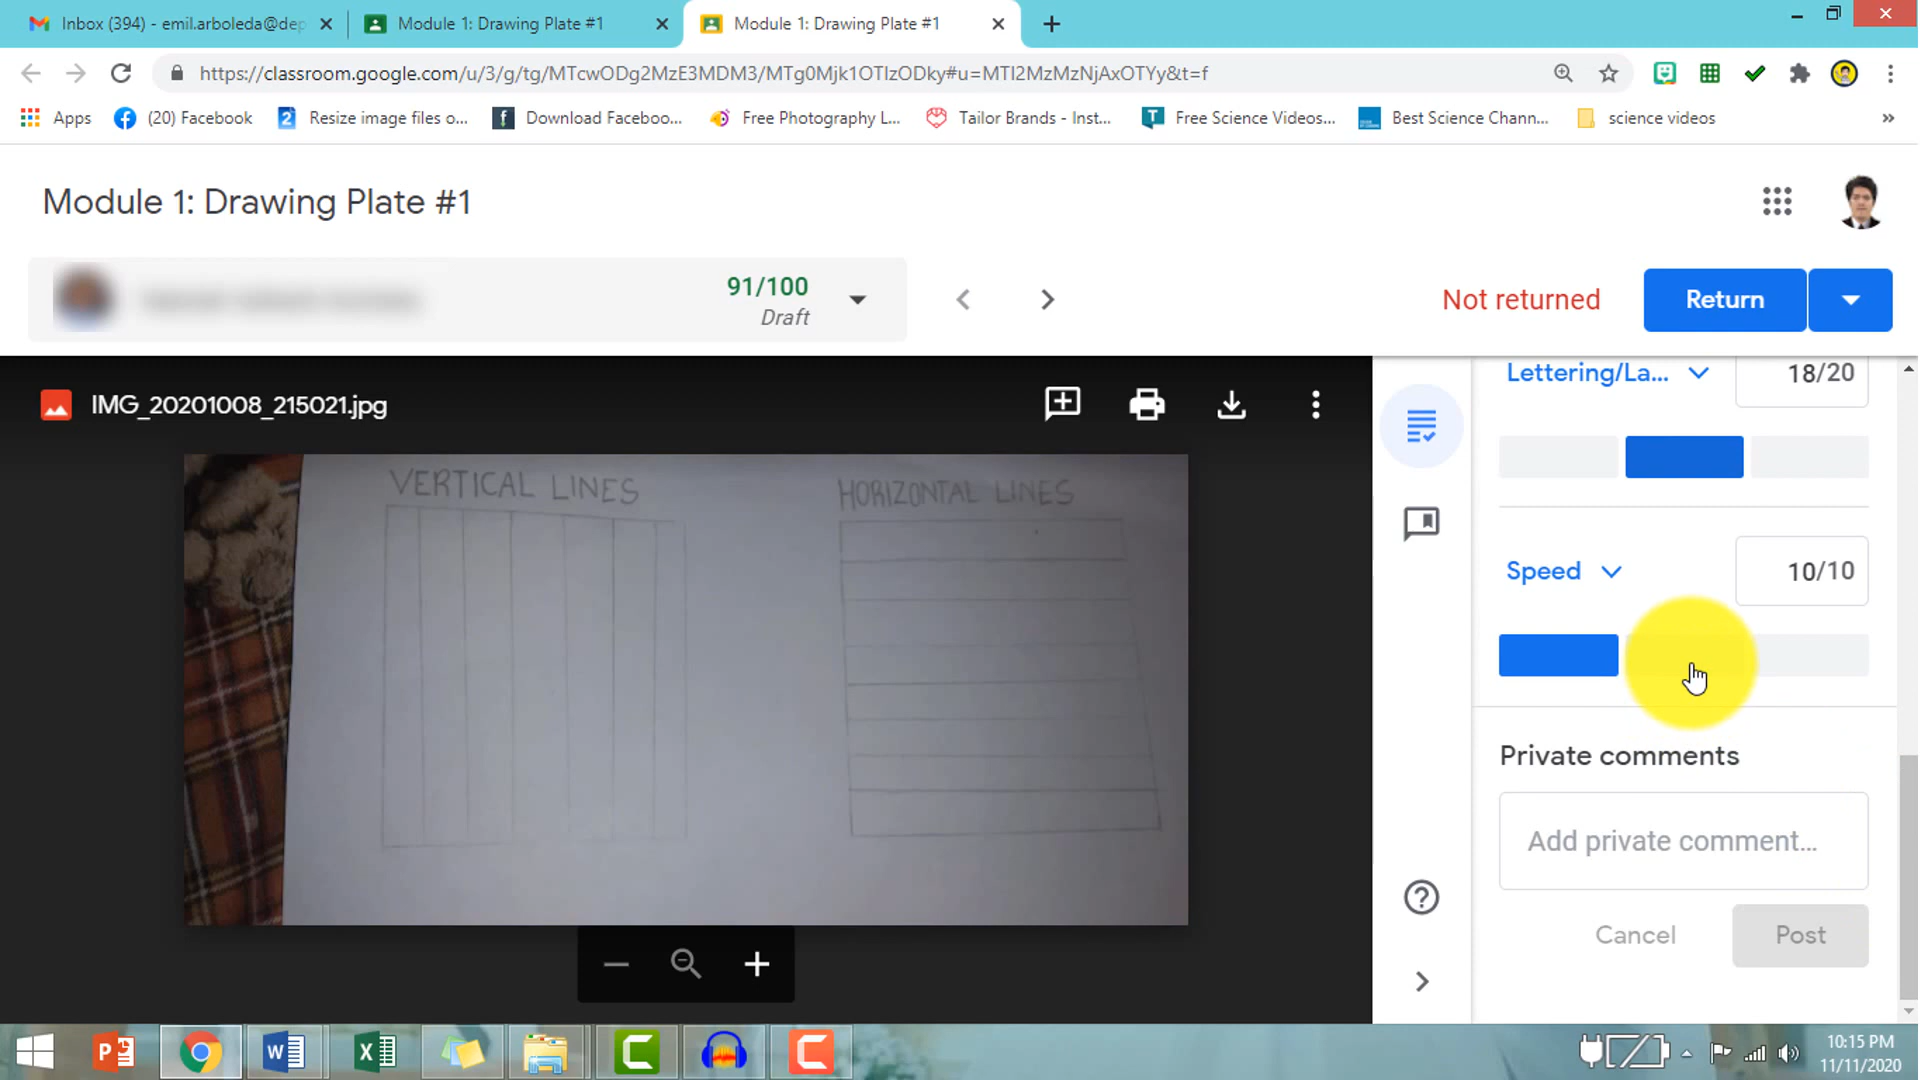 Inbox (394) - emil.arboleda@dep
Module 1: Drawing Plate #1
Module 1: Drawing Plate #1
https://classroom.google.com/u/3/g/tg/MTcwODg2MzE3MDM3/MTg0Mjk1OTIzODky#u=MTI2MzMzNjAxOTYy&t=f
Apps
(20) Facebook
Resize image files o...
Download Faceboo...
Free Photography L...
Tailor Brands - Inst...
Free Science Videos...
Best Science Chann...
science videos
Module 1: Drawing Plate #1
91/100
Draft
Not returned
Return
IMG_20201008_215021.jpg
Lettering/La...
18/20
VERTICAL LINES
HORIZONTAL LINES
Speed
10/10
Private comments
Add private comment...
Cancel
Post
10:15 PM
11/11/2020